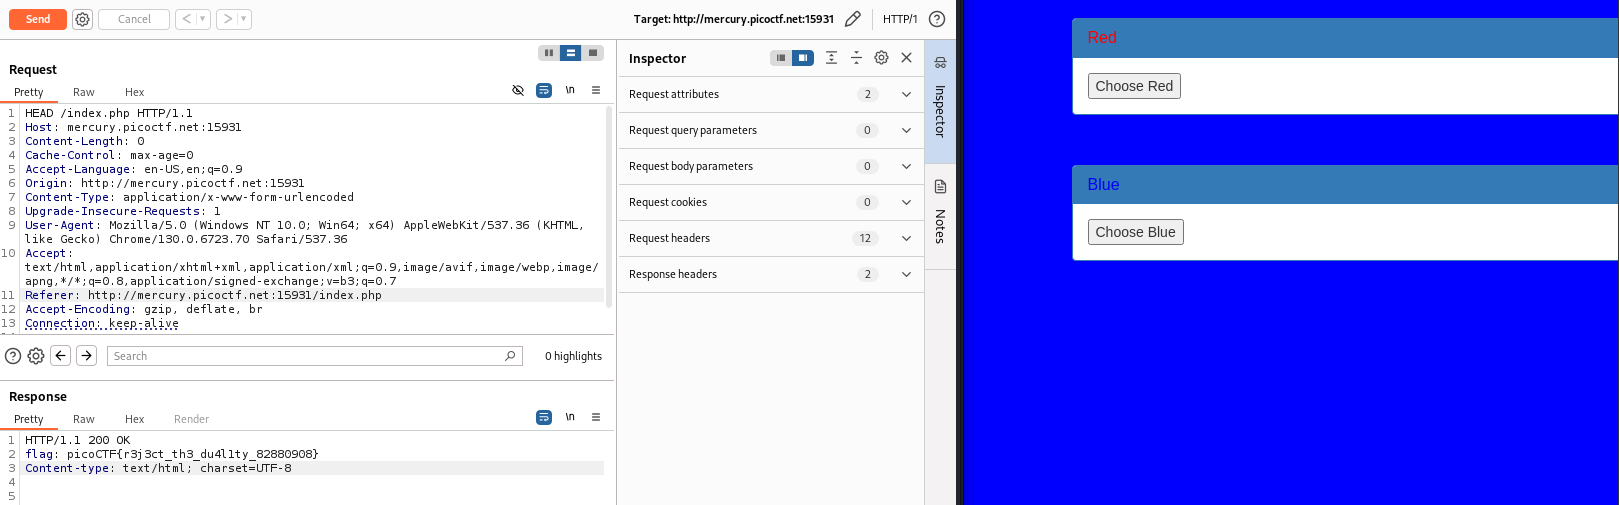 Send Cancel < > Target: http://mercury.picoctf.net:15931 HTTP/1 ?
Request
Pretty Raw Hex \n
1 HEAD /index.php HTTP/1.1
2 Host: mercury.picoctf.net:15931
3 Content-Length: 0
4 Cache-Control: max-age=0
5 Accept-Language: en-US,en;q=0.9
6 Origin: http://mercury.picoctf.net:15931
7 Content-Type: application/x-www-form-urlencoded
8 Upgrade-Insecure-Requests: 1
9 User-Agent: Mozilla/5.0 (Windows NT 10.0; Win64; x64) AppleWebKit/537.36 (KHTML,
like Gecko) Chrome/130.0.6723.70 Safari/537.36
10 Accept:
text/html,application/xhtml+xml,application/xml;q=0.9,image/avif,image/webp,image/
apng,*/*;q=0.8,application/signed-exchange;v=b3;q=0.7
11 Referer: http://mercury.picoctf.net:15931/index.php
12 Accept-Encoding: gzip, deflate, br
13 Connection: keep-alive
Search 0 highlights
Response
Pretty Raw Hex Render \n
1 HTTP/1.1 200 OK
2 flag: picoCTF{r3j3ct_th3_du4l1ty_82880908}
3 Content-type: text/html; charset=UTF-8
4
5
Inspector
Request attributes 2
Request query parameters 0
Request body parameters 0
Request cookies 0
Request headers 12
Response headers 2
Inspector
Notes
Red
Choose Red
Blue
Choose Blue